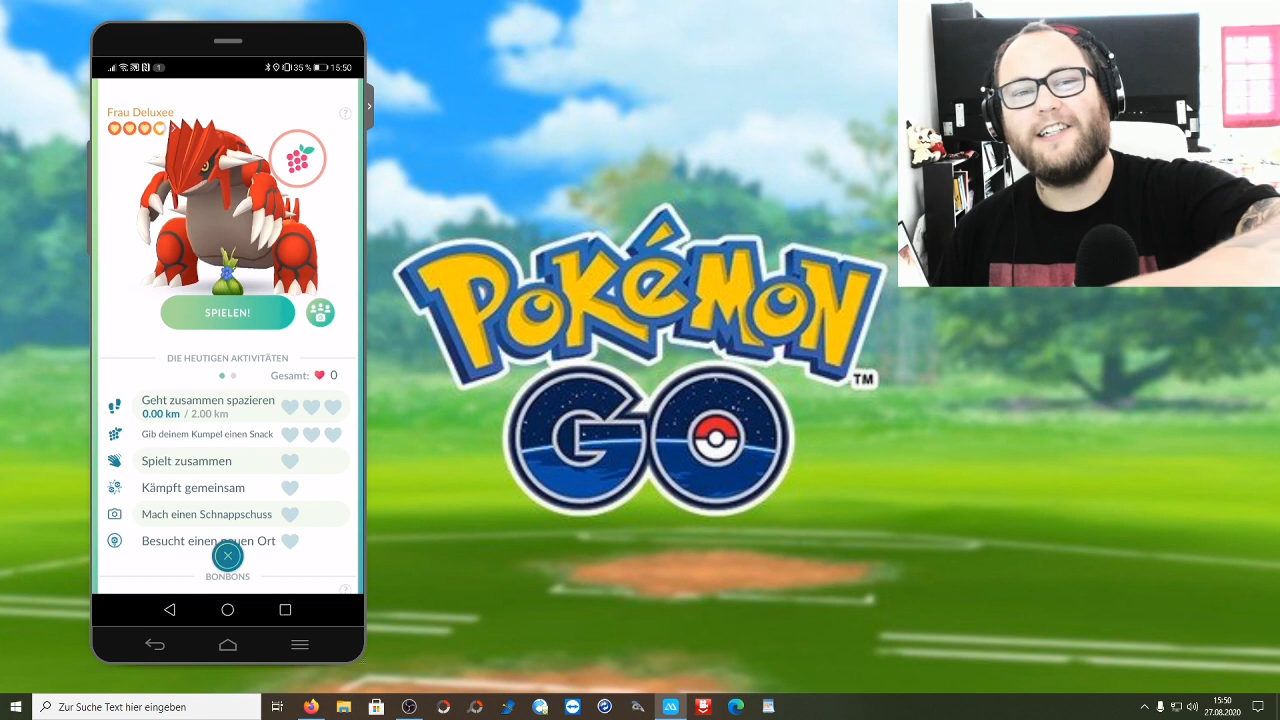 1
35 %
15:50
Frau Deluxee
?
SPIELEN!
DIE HEUTIGEN AKTIVITÄTEN
Gesamt: 0
Geht zusammen spazieren
0.00 km / 2.00 km
Gib deinem Kumpel einen Snack
Spielt zusammen
Kämpft gemeinsam
Mach einen Schnappschuss
Besucht einen neuen Ort
BONBONS
?
POKéMON
TM
GO
Zur Suche Text hier eingeben
15:50
27.08.2020